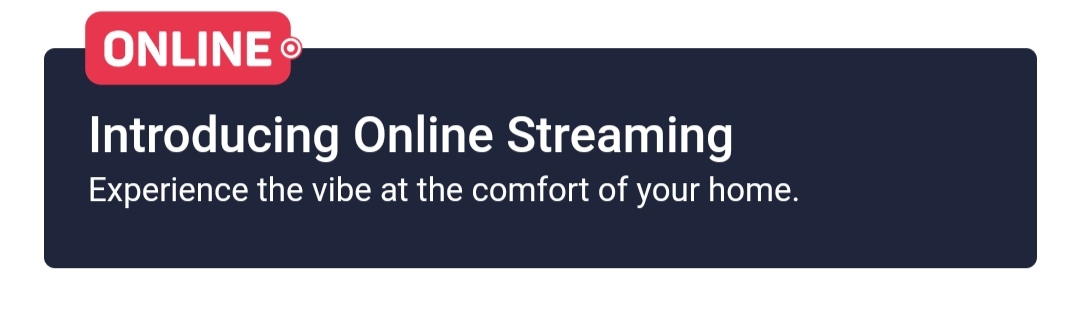 ONLINE
Introducing Online Streaming
Experience the vibe at the comfort of your home.